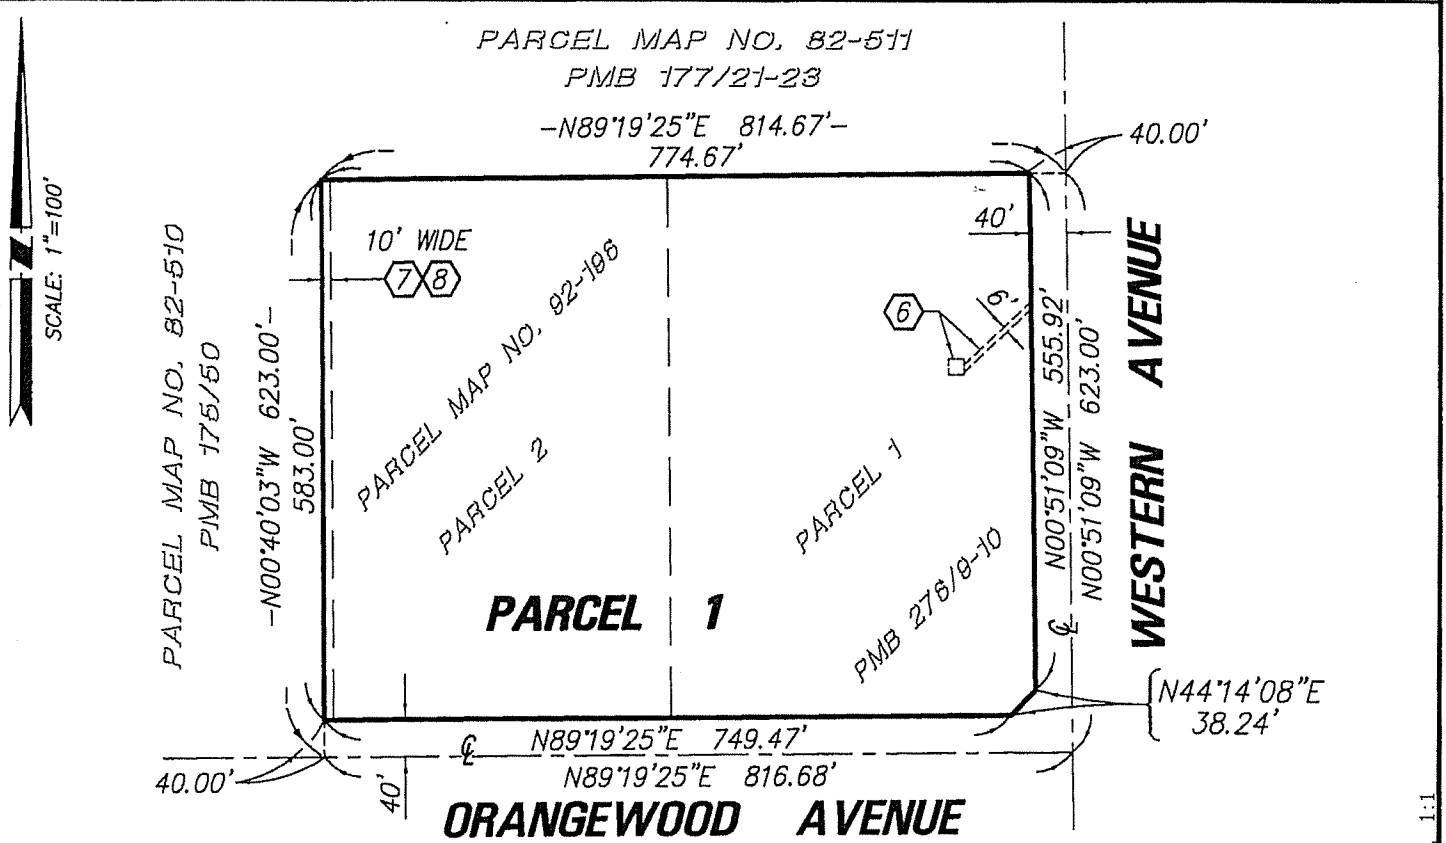 PARCEL MAP NO. 82-511
PMB 177/21-23
-N89°19'25"E 814.67'-
774.67'
40.00'
SCALE: 1"=100'
PARCEL MAP NO. 82-510
PMB 175/50
-N00°40'03"W 623.00'-
583.00'
10' WIDE
7 8
PARCEL MAP NO. 92-196
PARCEL 2
40'
6
6'
PARCEL 1
PMB 276/9-10
N00°51'09"W 555.92'
N00°51'09"W 623.00'
WESTERN AVENUE
PARCEL 1
℄
N44°14'08"E
38.24'
℄ N89°19'25"E 749.47'
N89°19'25"E 816.68'
40.00'
40'
ORANGEWOOD AVENUE
1:1